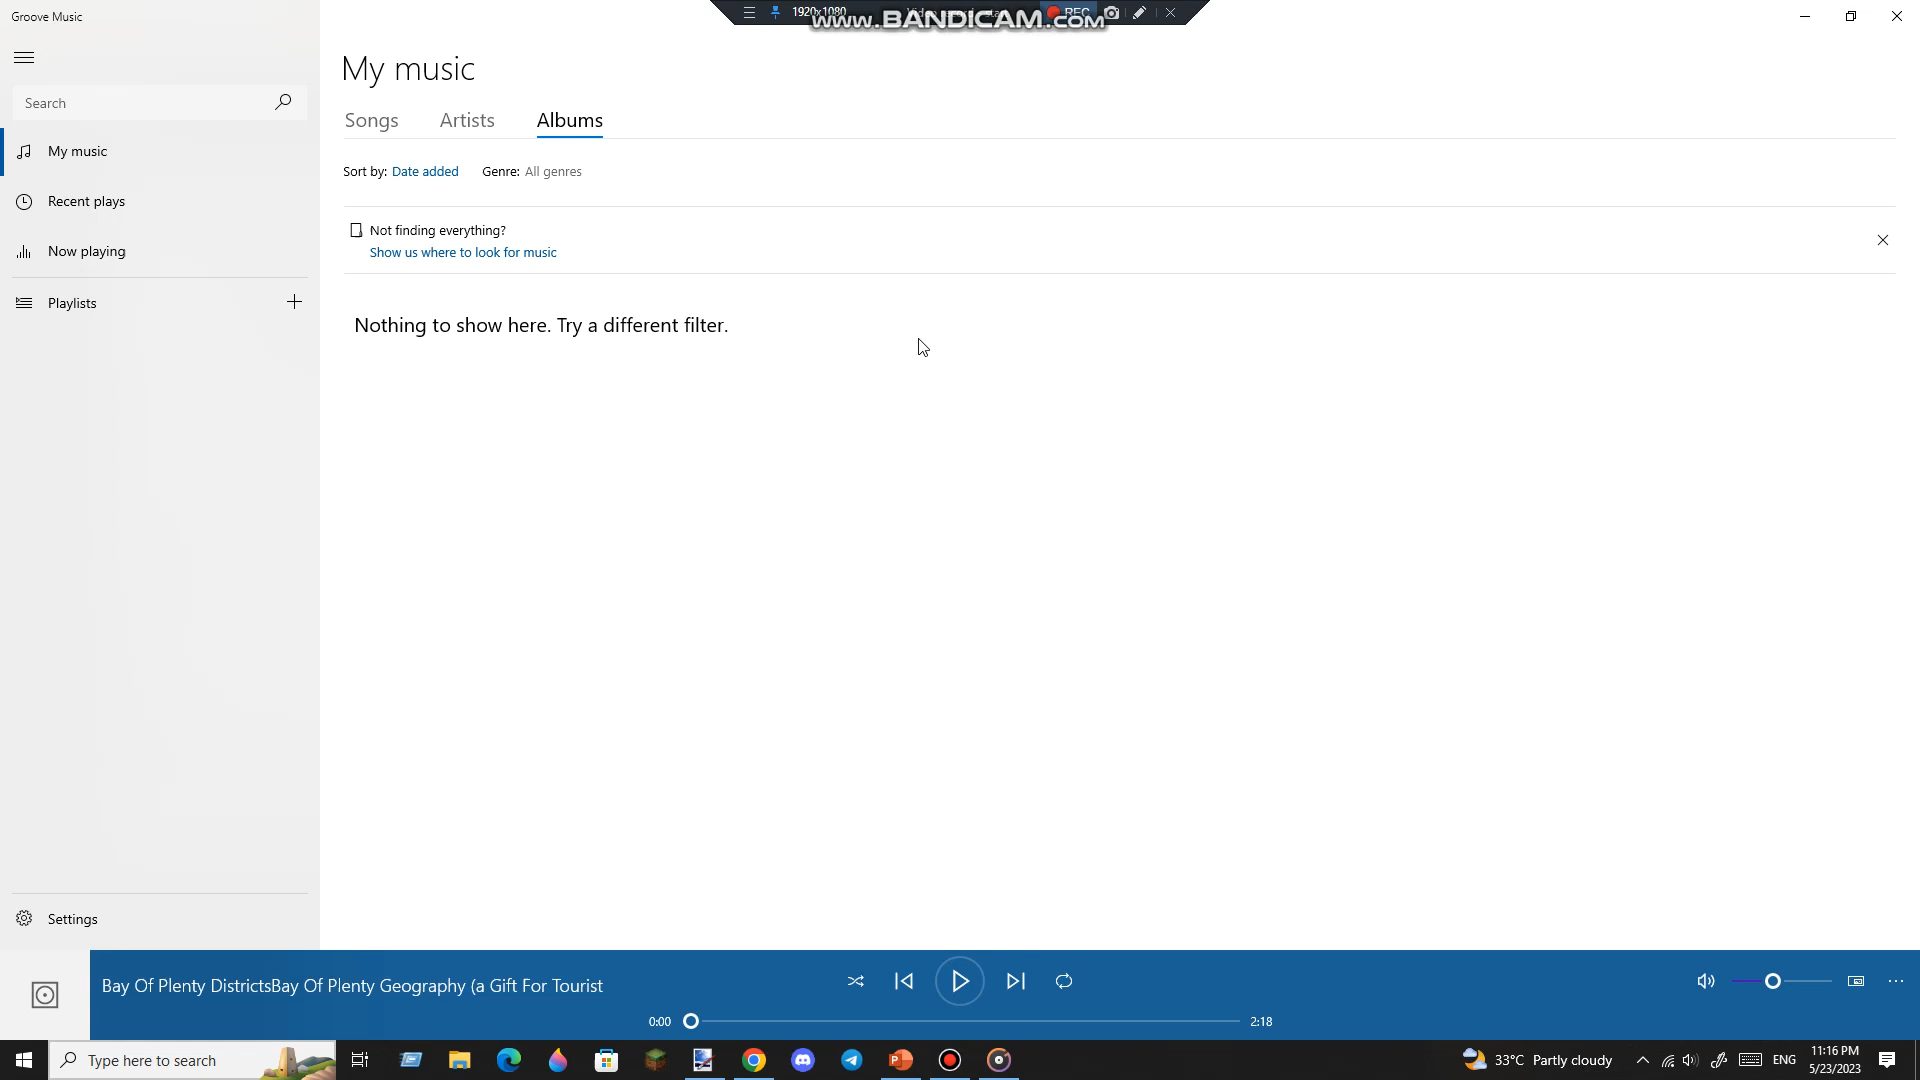 Groove Music
1920x1080
REC
www.BANDICAM.com
Search
My music
Recent plays
Now playing
Playlists
Settings
My music
Songs Artists Albums
Sort by: Date added Genre: All genres
Not finding everything?
Show us where to look for music
Nothing to show here. Try a different filter.
Bay Of Plenty DistrictsBay Of Plenty Geography (a Gift For Tourist
0:00 2:18
Type here to search
33°C Partly cloudy
ENG
11:16 PM
5/23/2023